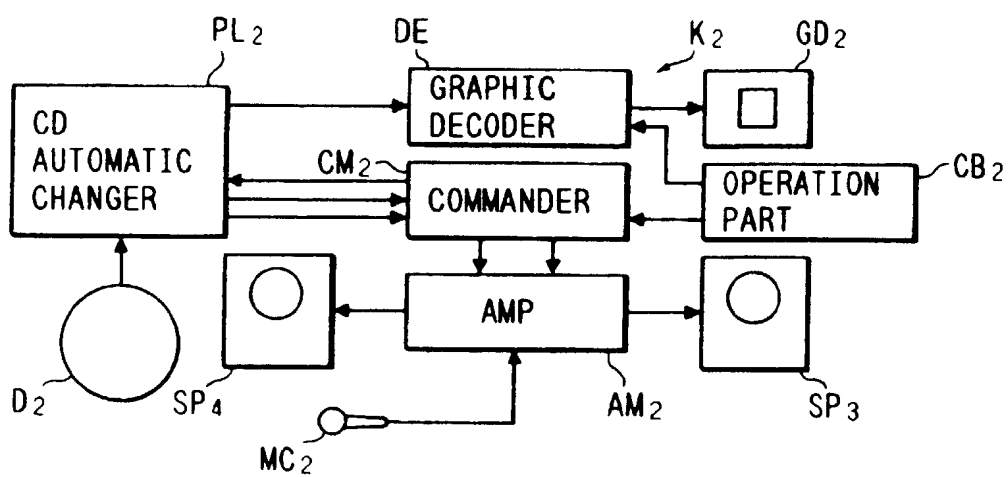 PL2
DE
K2
GD2
CD
AUTOMATIC
CHANGER
GRAPHIC
DECODER
CM2
COMMANDER
OPERATION
PART
CB2
AMP
D2
SP4
MC2
AM2
SP3